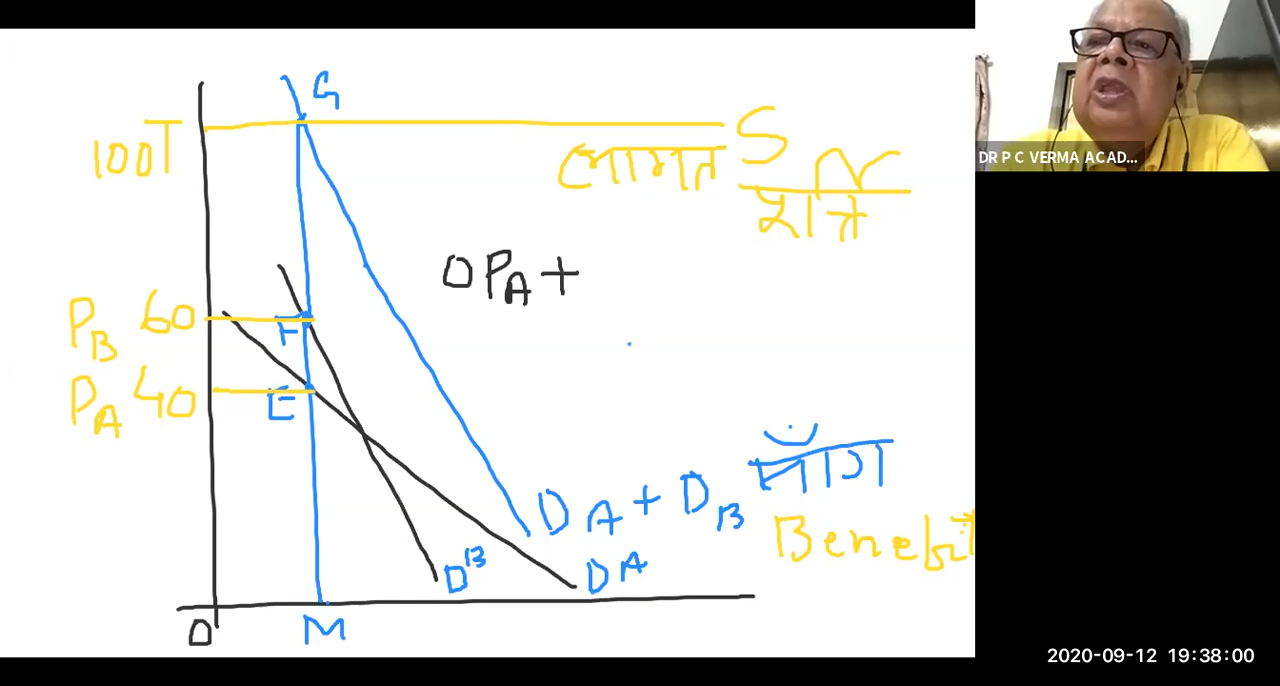 G
100 T
S
लागत
OPA +
PB 60
F
PA 40
E
DA + DB माँग
Benefit
DB
DA
O
M
DR P C VERMA ACAD...
2020-09-12 19:38:00